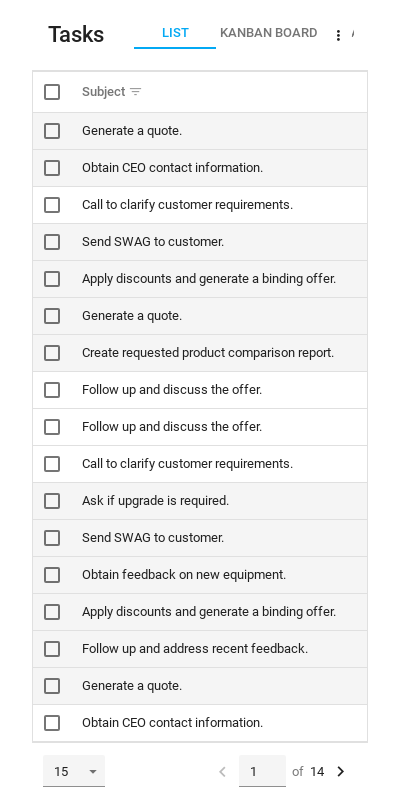 Tasks
LIST
KANBAN BOARD
Subject
Generate a quote.
Obtain CEO contact information.
Call to clarify customer requirements.
Send SWAG to customer.
Apply discounts and generate a binding offer.
Generate a quote.
Create requested product comparison report.
Follow up and discuss the offer.
Follow up and discuss the offer.
Call to clarify customer requirements.
Ask if upgrade is required.
Send SWAG to customer.
Obtain feedback on new equipment.
Apply discounts and generate a binding offer.
Follow up and address recent feedback.
Generate a quote.
Obtain CEO contact information.
15
1 of 14